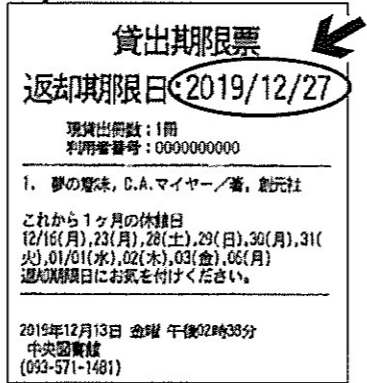 貸出期限票
返却期限日:2019/12/27
現貸出冊数:1冊
利用者番号:0000000000
1. 夢の意味, C.A.マイヤー/著, 創元社
これから1ヶ月の休館日
12/16(月),23(月),28(土),29(日),30(月),31(
火),01/01(水),02(木),03(金),06(月)
返却期限日にお気を付けください。
2019年12月13日 金曜 午後02時38分
中央図書館
(093-571-1481)